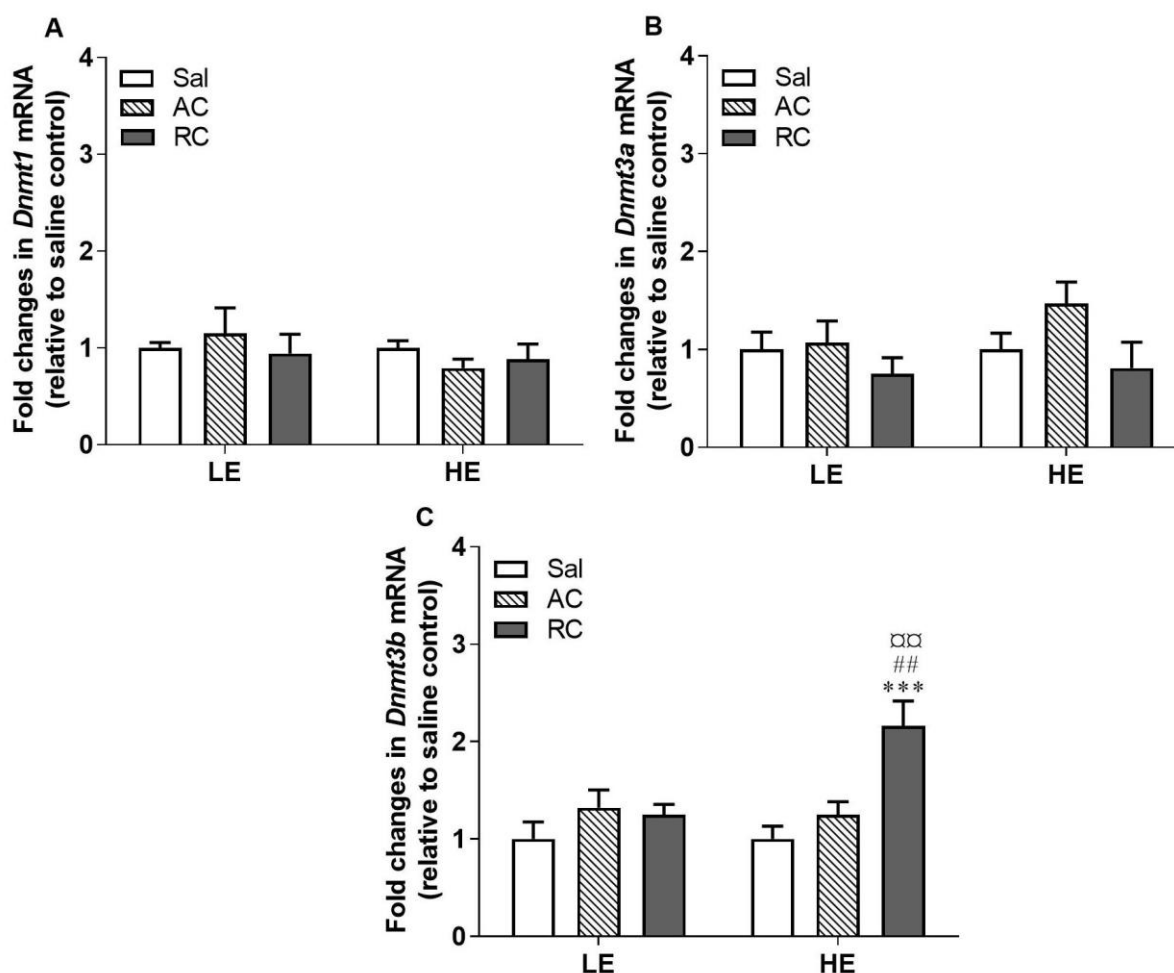 A
Fold changes in Dnmt1 mRNA
(relative to saline control)
4
3
2
1
0
Sal
AC
RC
LE HE
B
Fold changes in Dnmt3a mRNA
(relative to saline control)
4
3
2
1
0
Sal
AC
RC
LE HE
C
Fold changes in Dnmt3b mRNA
(relative to saline control)
4
3
2
1
0
Sal
AC
RC
¤¤
##
***
LE HE